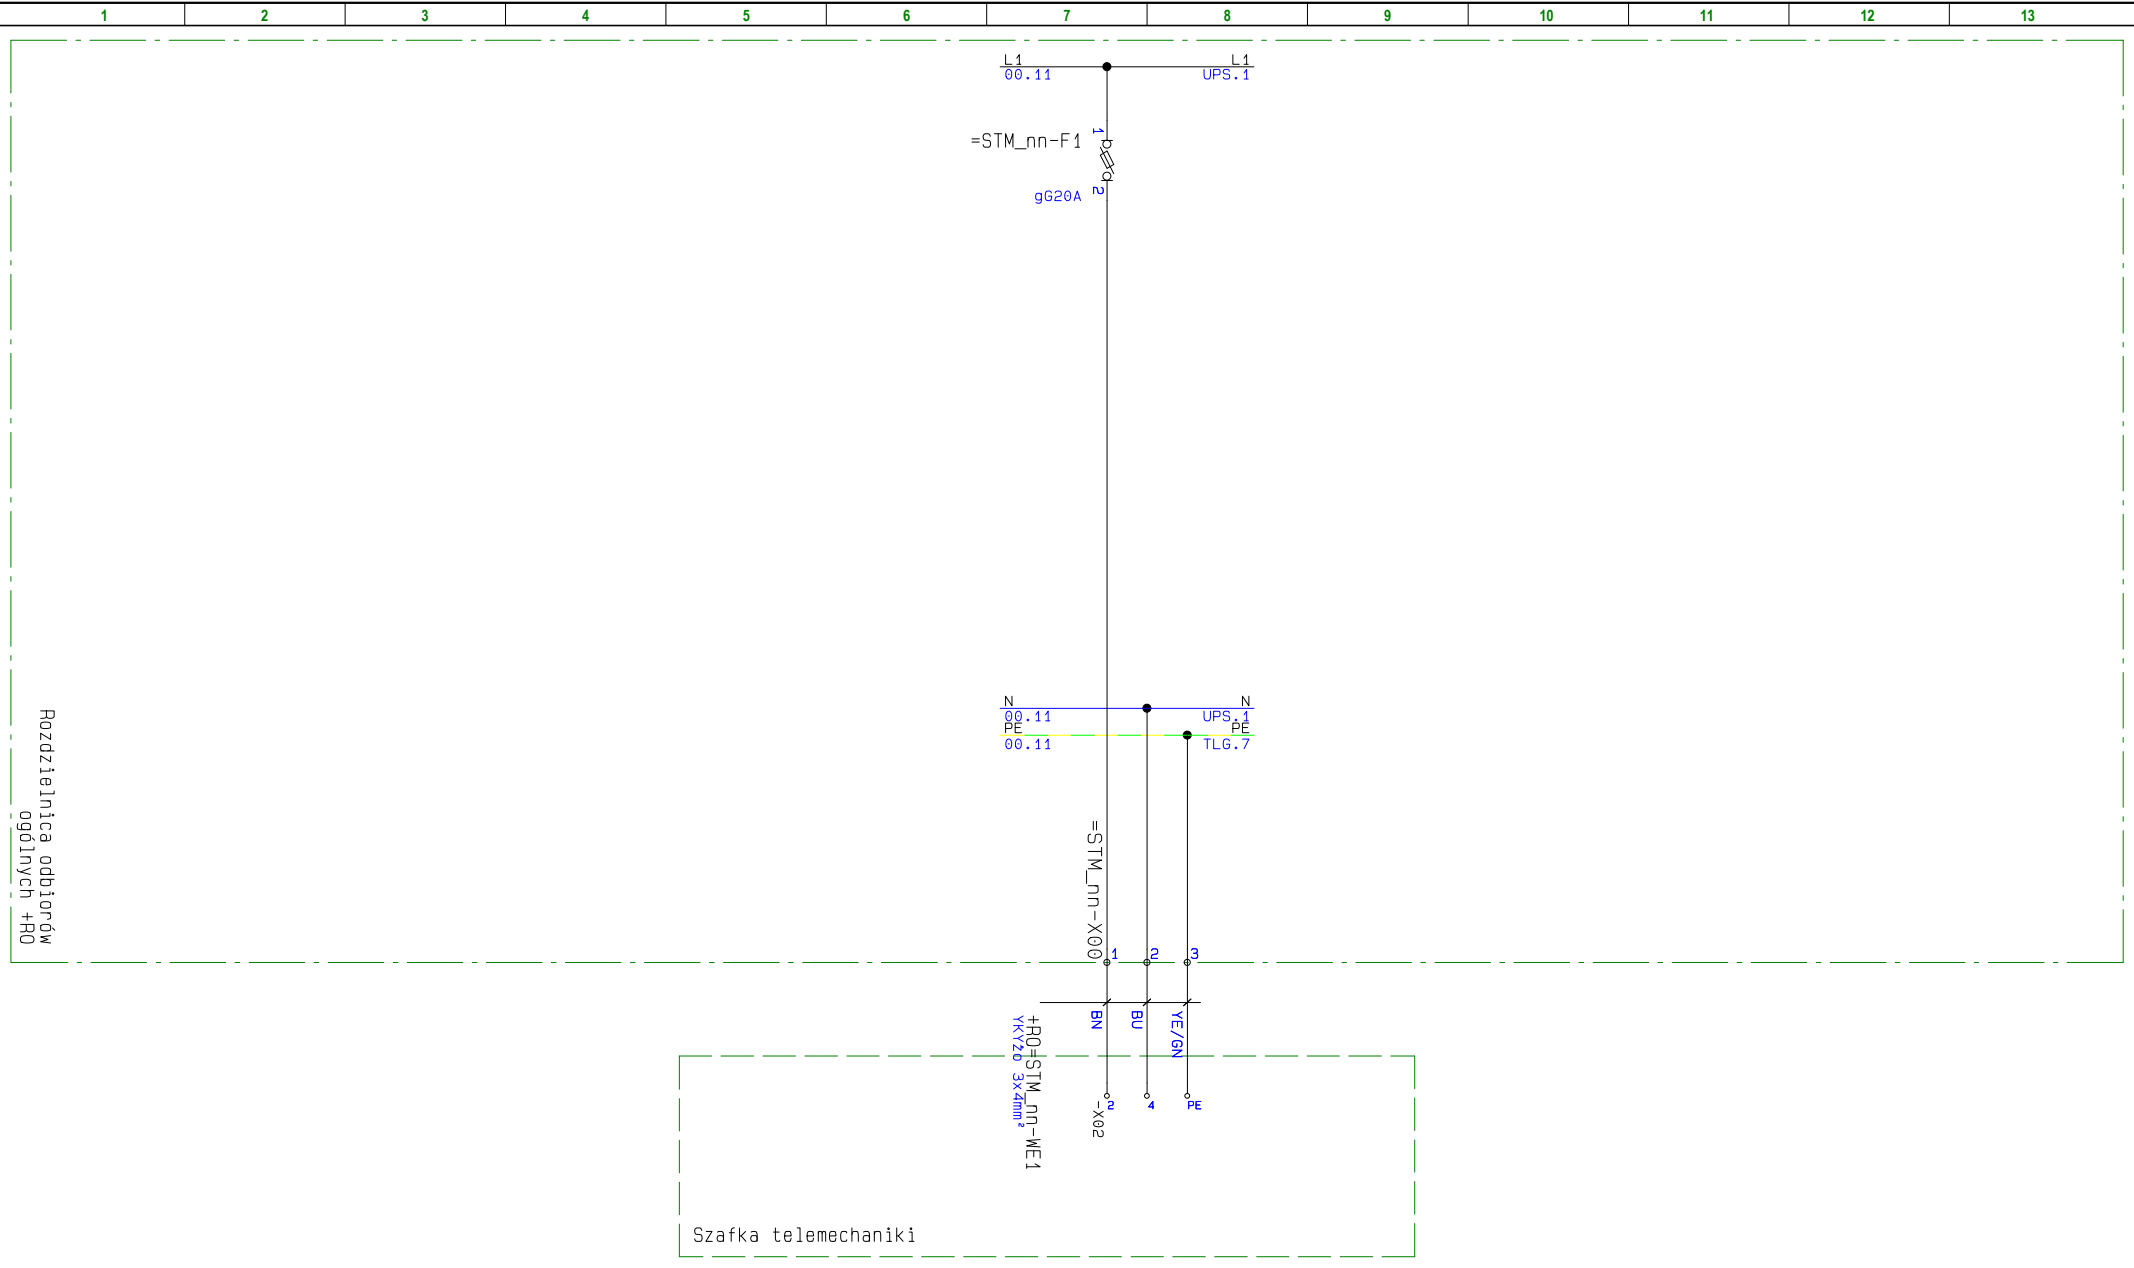 1 2 3 4 5 6 7 8 9 10 11 12 13
L1 L1
00.11 UPS.1
1
=STM_nn-F1
2
gG20A
N N
00.11 UPS.1
PE PE
00.11 TLG.7
Rozdzielnica odbiorów
ogólnych +RO
=STM_nn-X00
1 2 3
BN BU YE/GN
+RO=STM_nn-WE1
YKYżo 3x4mm²
2 4 PE
-X02
Szafka telemechaniki